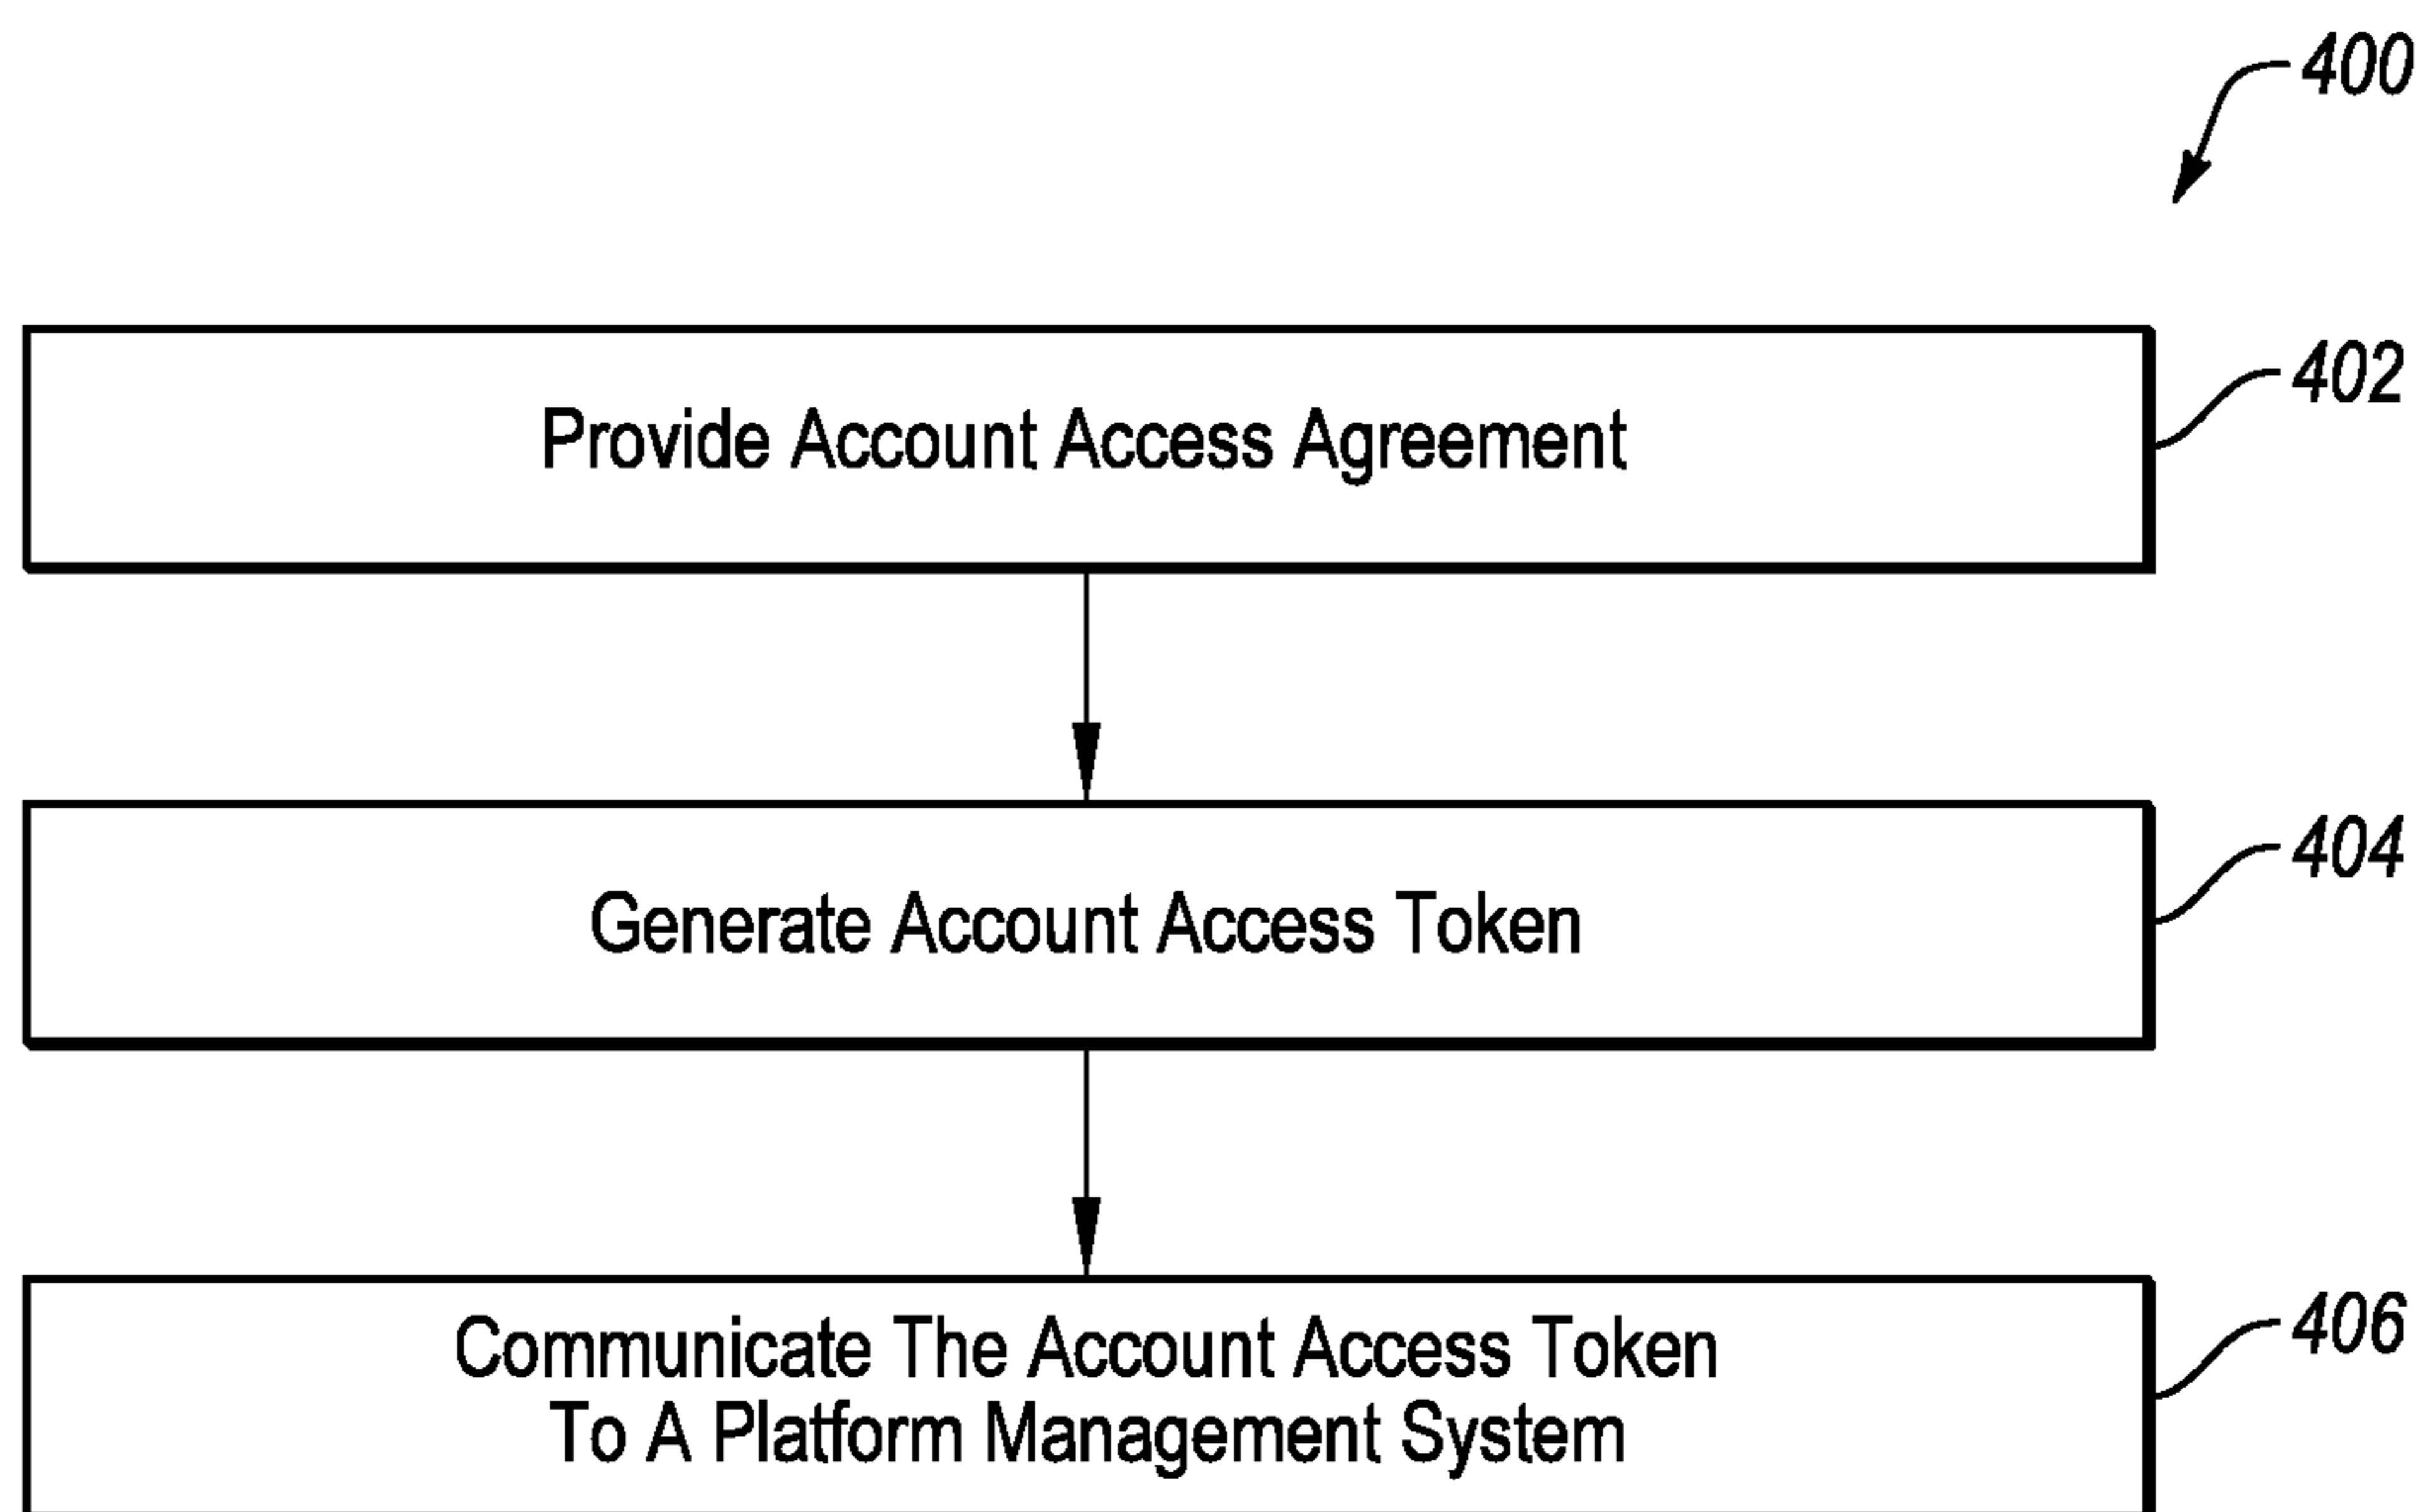 400
Provide Account Access Agreement
402
Generate Account Access Token
404
Communicate The Account Access Token
To A Platform Management System
406